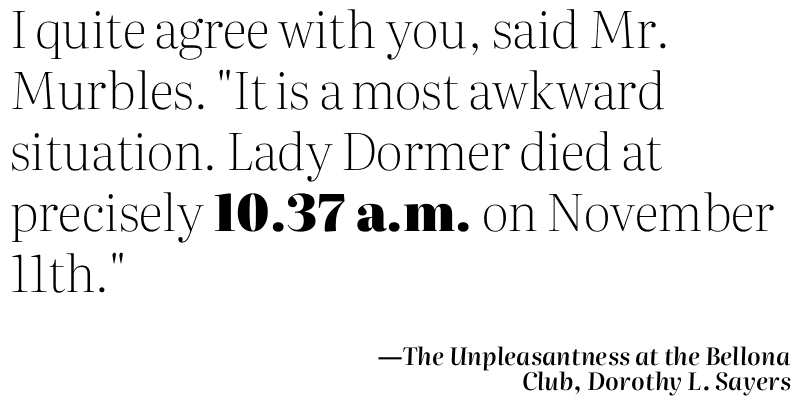 I quite agree with you, said Mr.
Murbles. "It is a most awkward
situation. Lady Dormer died at
precisely 10.37 a.m. on November
11th."
—The Unpleasantness at the Bellona
Club, Dorothy L. Sayers